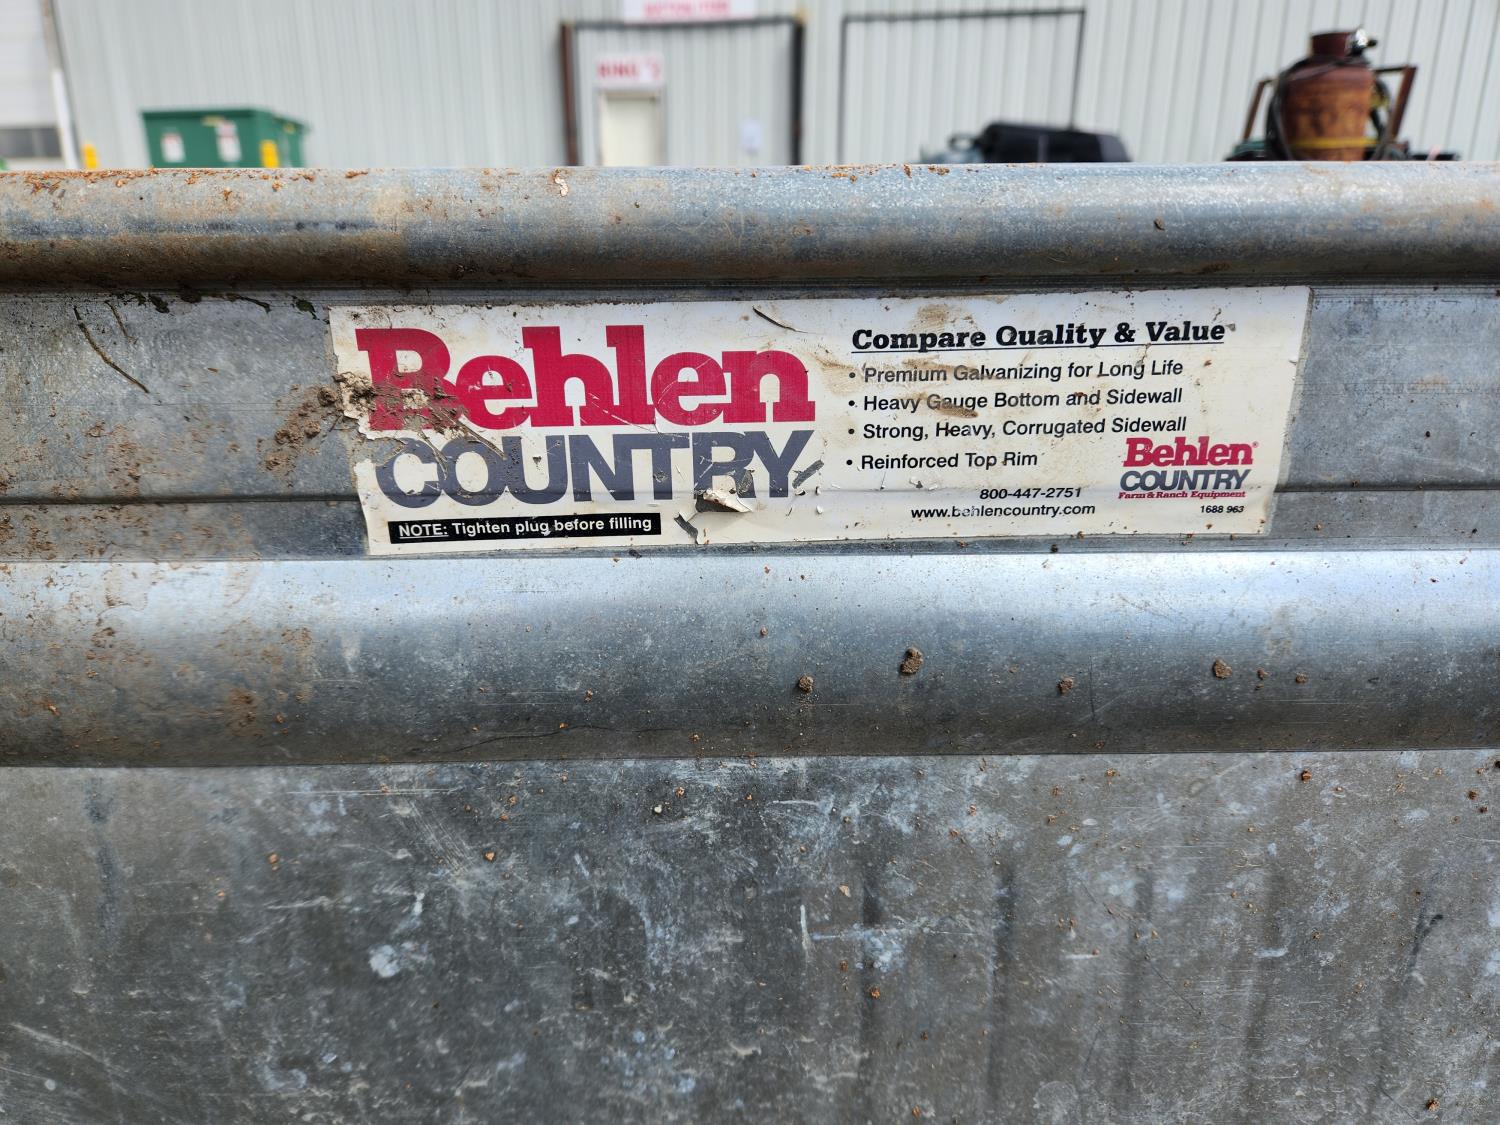 Behlen
COUNTRY
NOTE: Tighten plug before filling
Compare Quality & Value
• Premium Galvanizing for Long Life
• Heavy Gauge Bottom and Sidewall
• Strong, Heavy, Corrugated Sidewall
• Reinforced Top Rim
800-447-2751
www.behlencountry.com
Behlen®
COUNTRY
Farm & Ranch Equipment
1688 963